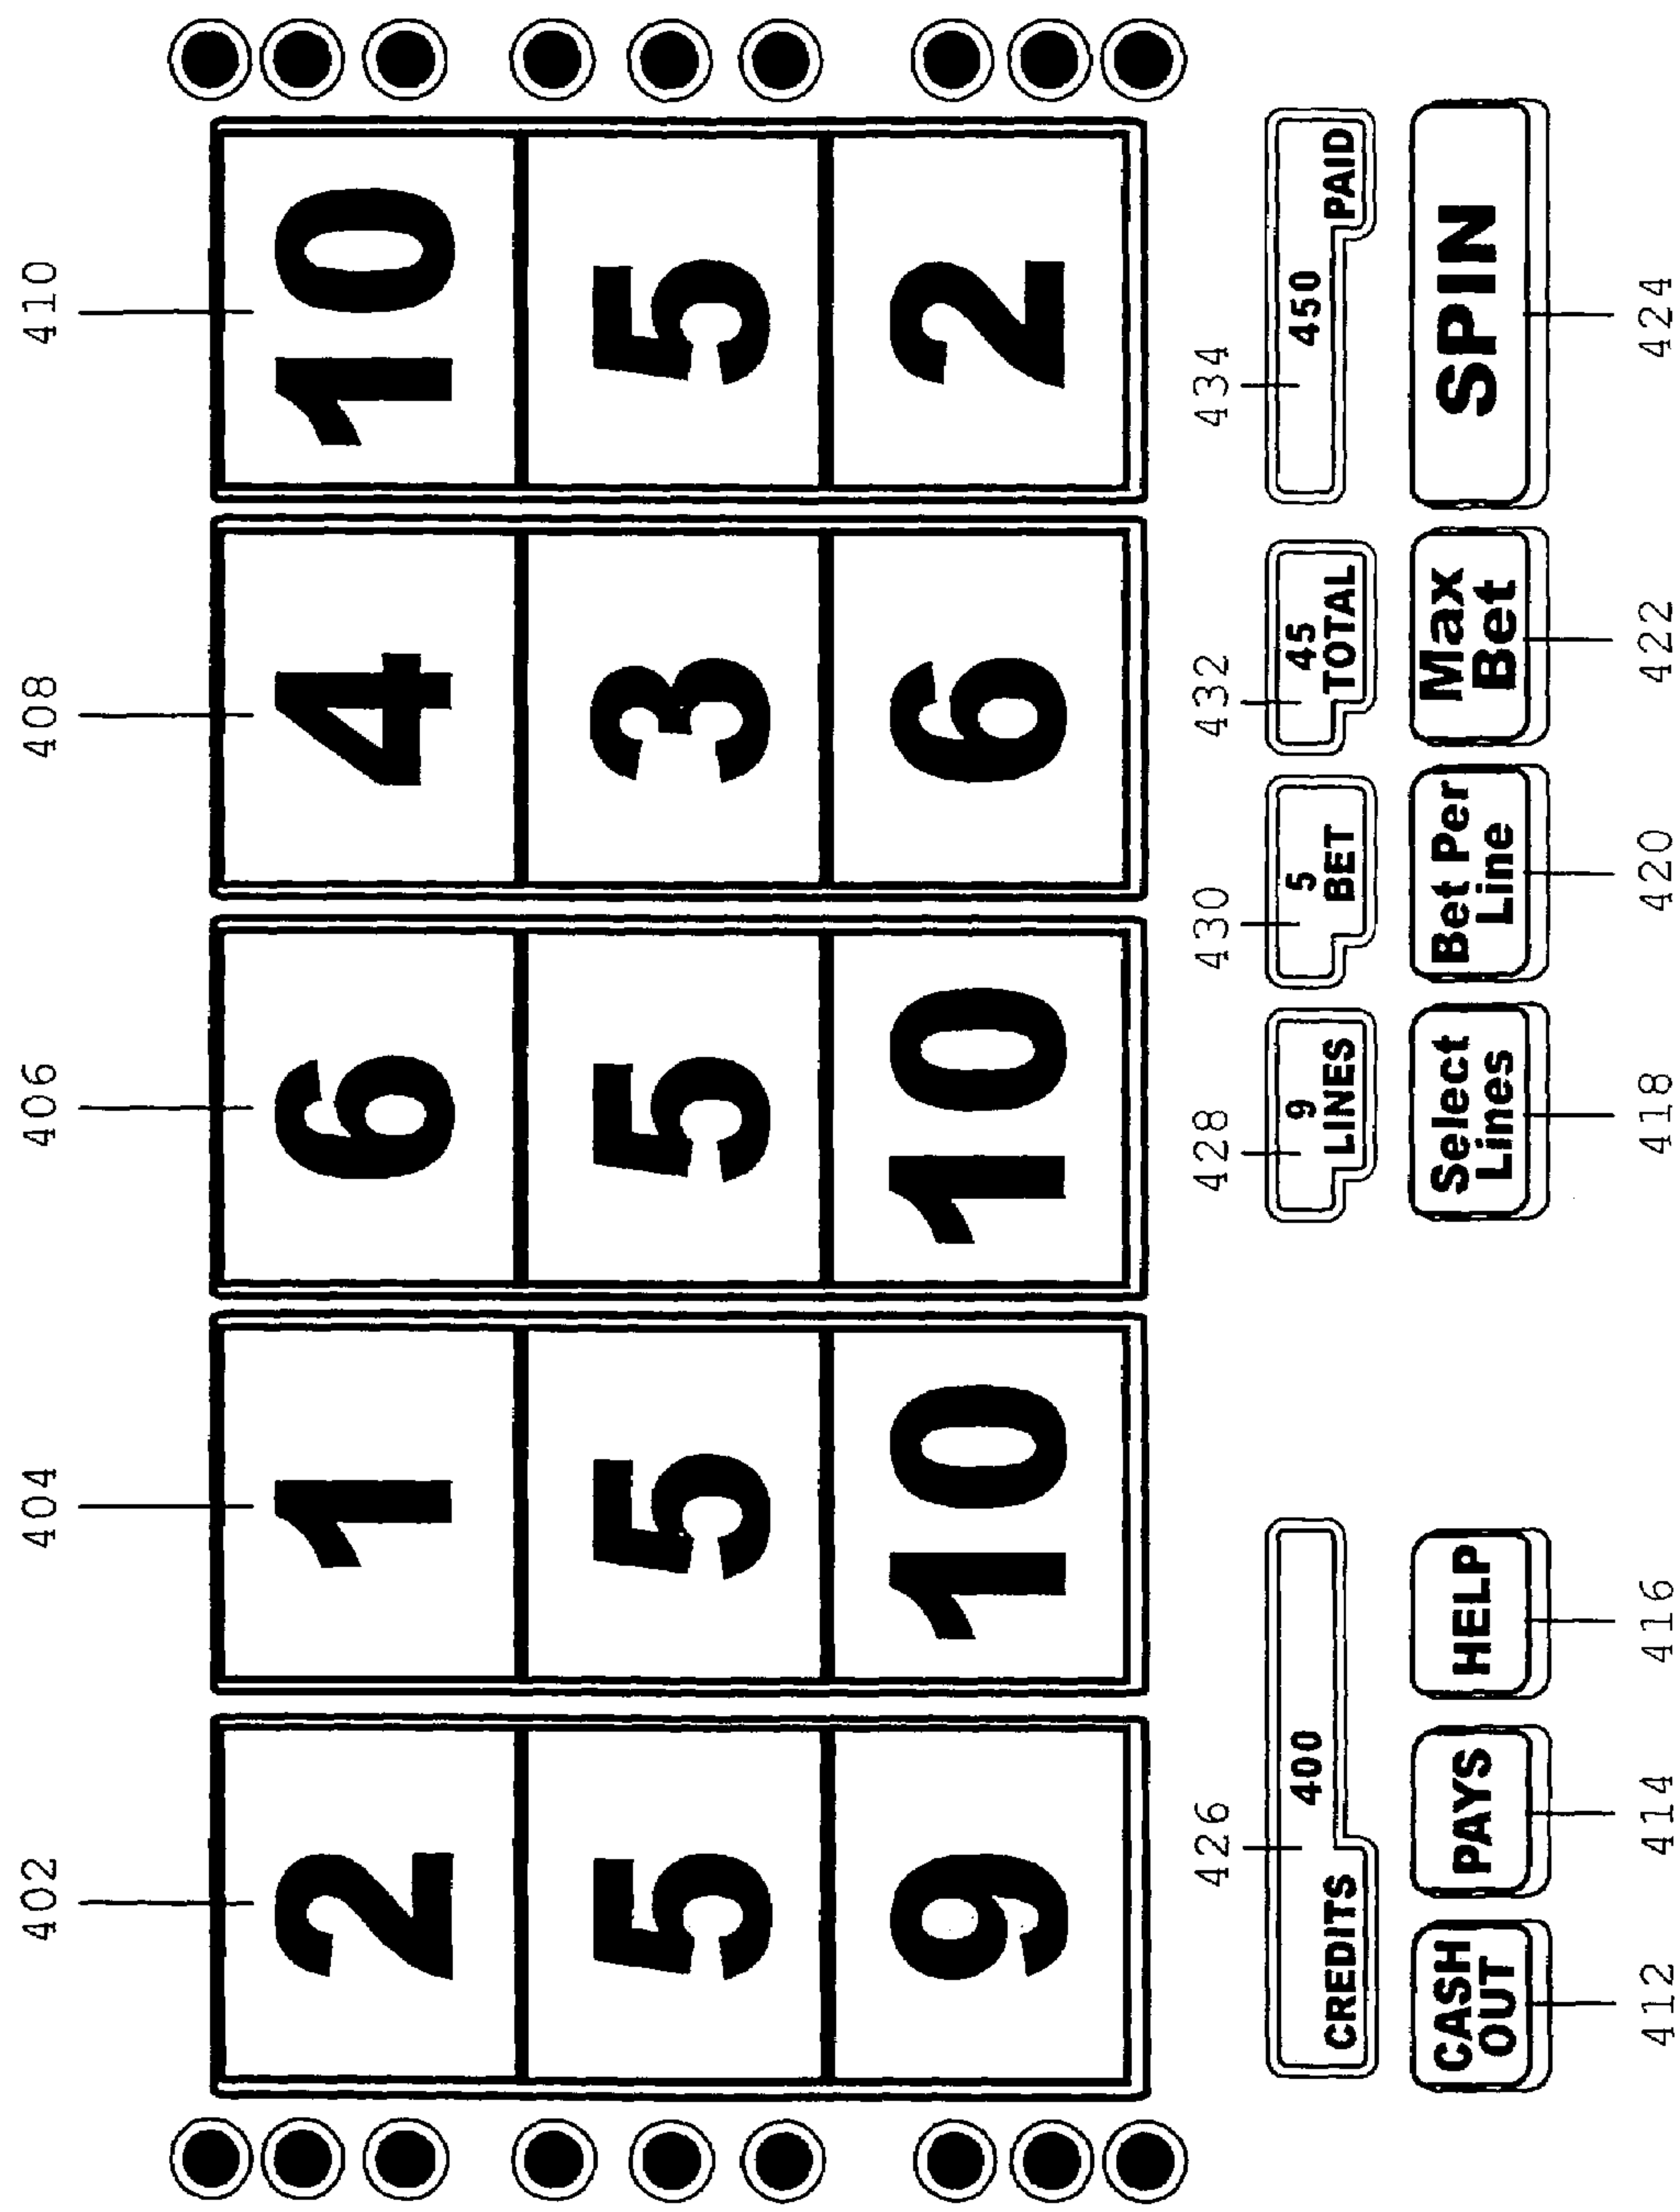 402 404 406 408 410
2 1 6 4 10
5 5 5 3 5
9 10 10 6 2
426 428 430 432 434
400 9 5 45 450
CREDITS LINES BET TOTAL PAID
CASH OUT
PAYS
HELP
Select Lines
Bet Per Line
Max Bet
SPIN
412 414 416 418 420 422 424